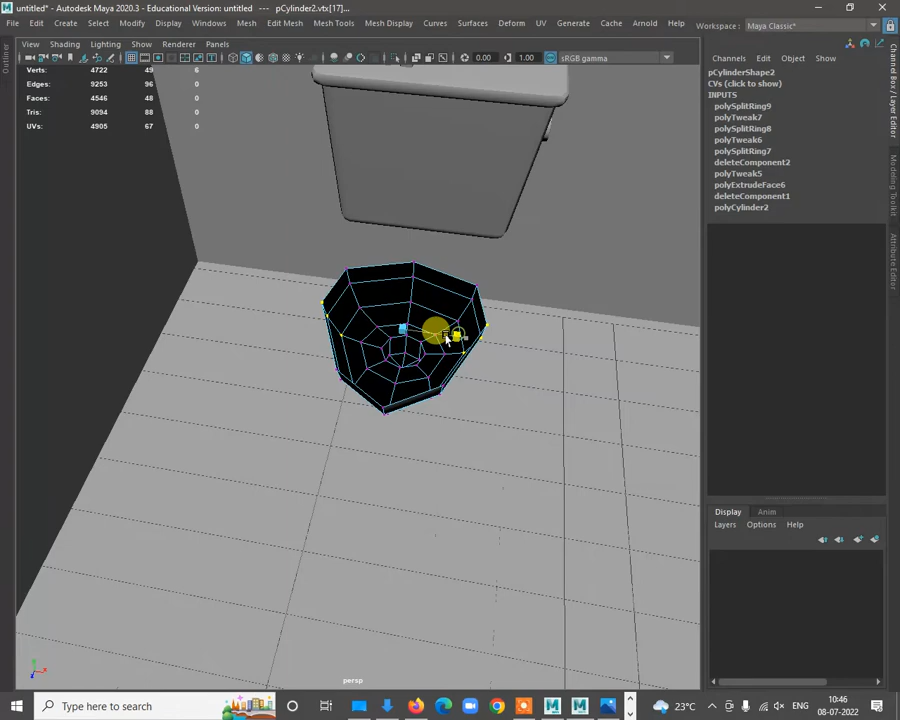 untitled* - Autodesk Maya 2020.3 - Educational Version: untitled --- pCylinder2.vtx[17]...
File Edit Create Select Modify Display Windows Mesh Edit Mesh Mesh Tools Mesh Display Curves Surfaces Deform UV Generate Cache Arnold Help Workspace : Maya Classic*
View Shading Lighting Show Renderer Panels
0.00 1.00 sRGB gamma
Channels Edit Object Show
Verts: 4722 49 6
pCylinderShape2
Edges: 9253 96 0
CVs (click to show)
Faces: 4546 48 0
INPUTS
Tris: 9094 88 0
UVs: 4905 67 0
polySplitRing9
polyTweak7
polySplitRing8
polyTweak6
polySplitRing7
deleteComponent2
polyTweak5
polyExtrudeFace6
deleteComponent1
polyCylinder2
Outliner
Channel Box / Layer Editor
Modeling Toolkit
Attribute Editor
Display Anim
Layers Options Help
persp
Type here to search
23°C ENG 10:46
08-07-2022